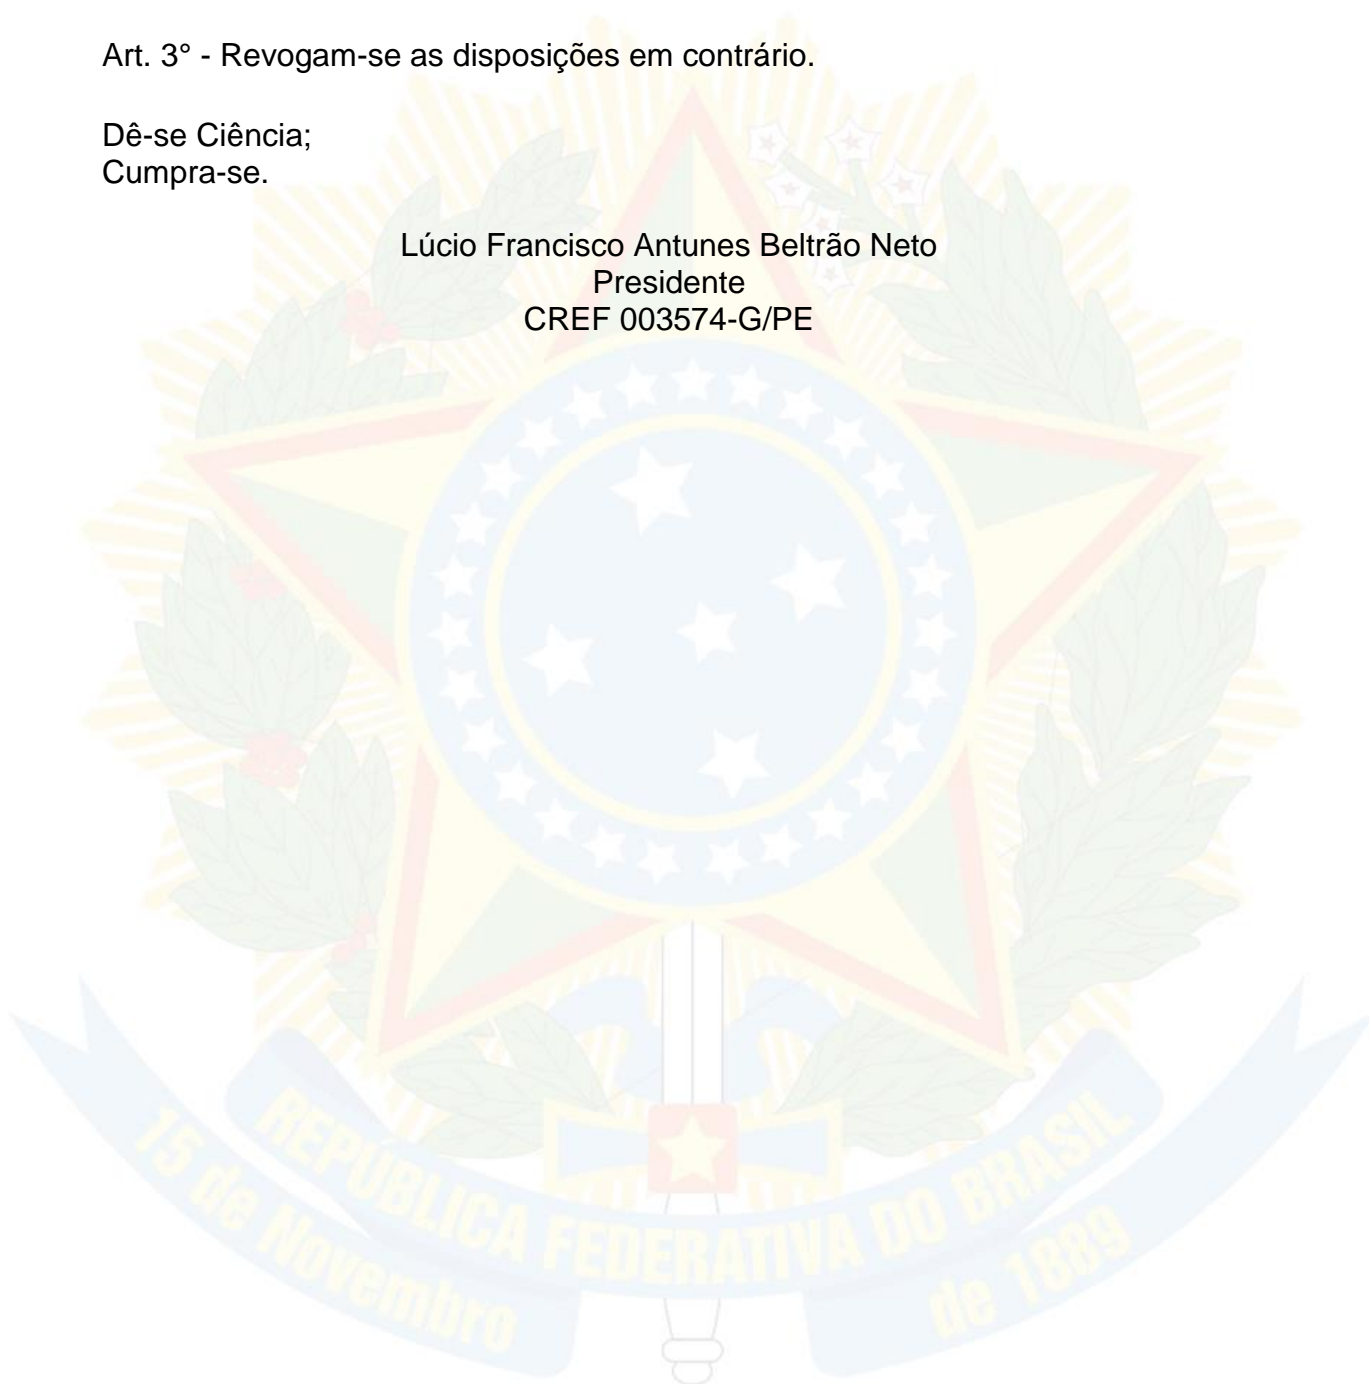 Art. 3° - Revogam-se as disposições em contrário.
Dê-se Ciência;
Cumpra-se.
Lúcio Francisco Antunes Beltrão Neto
Presidente
CREF 003574-G/PE
REPÚBLICA FEDERATIVA DO BRASIL
15 de Novembro
de 1889